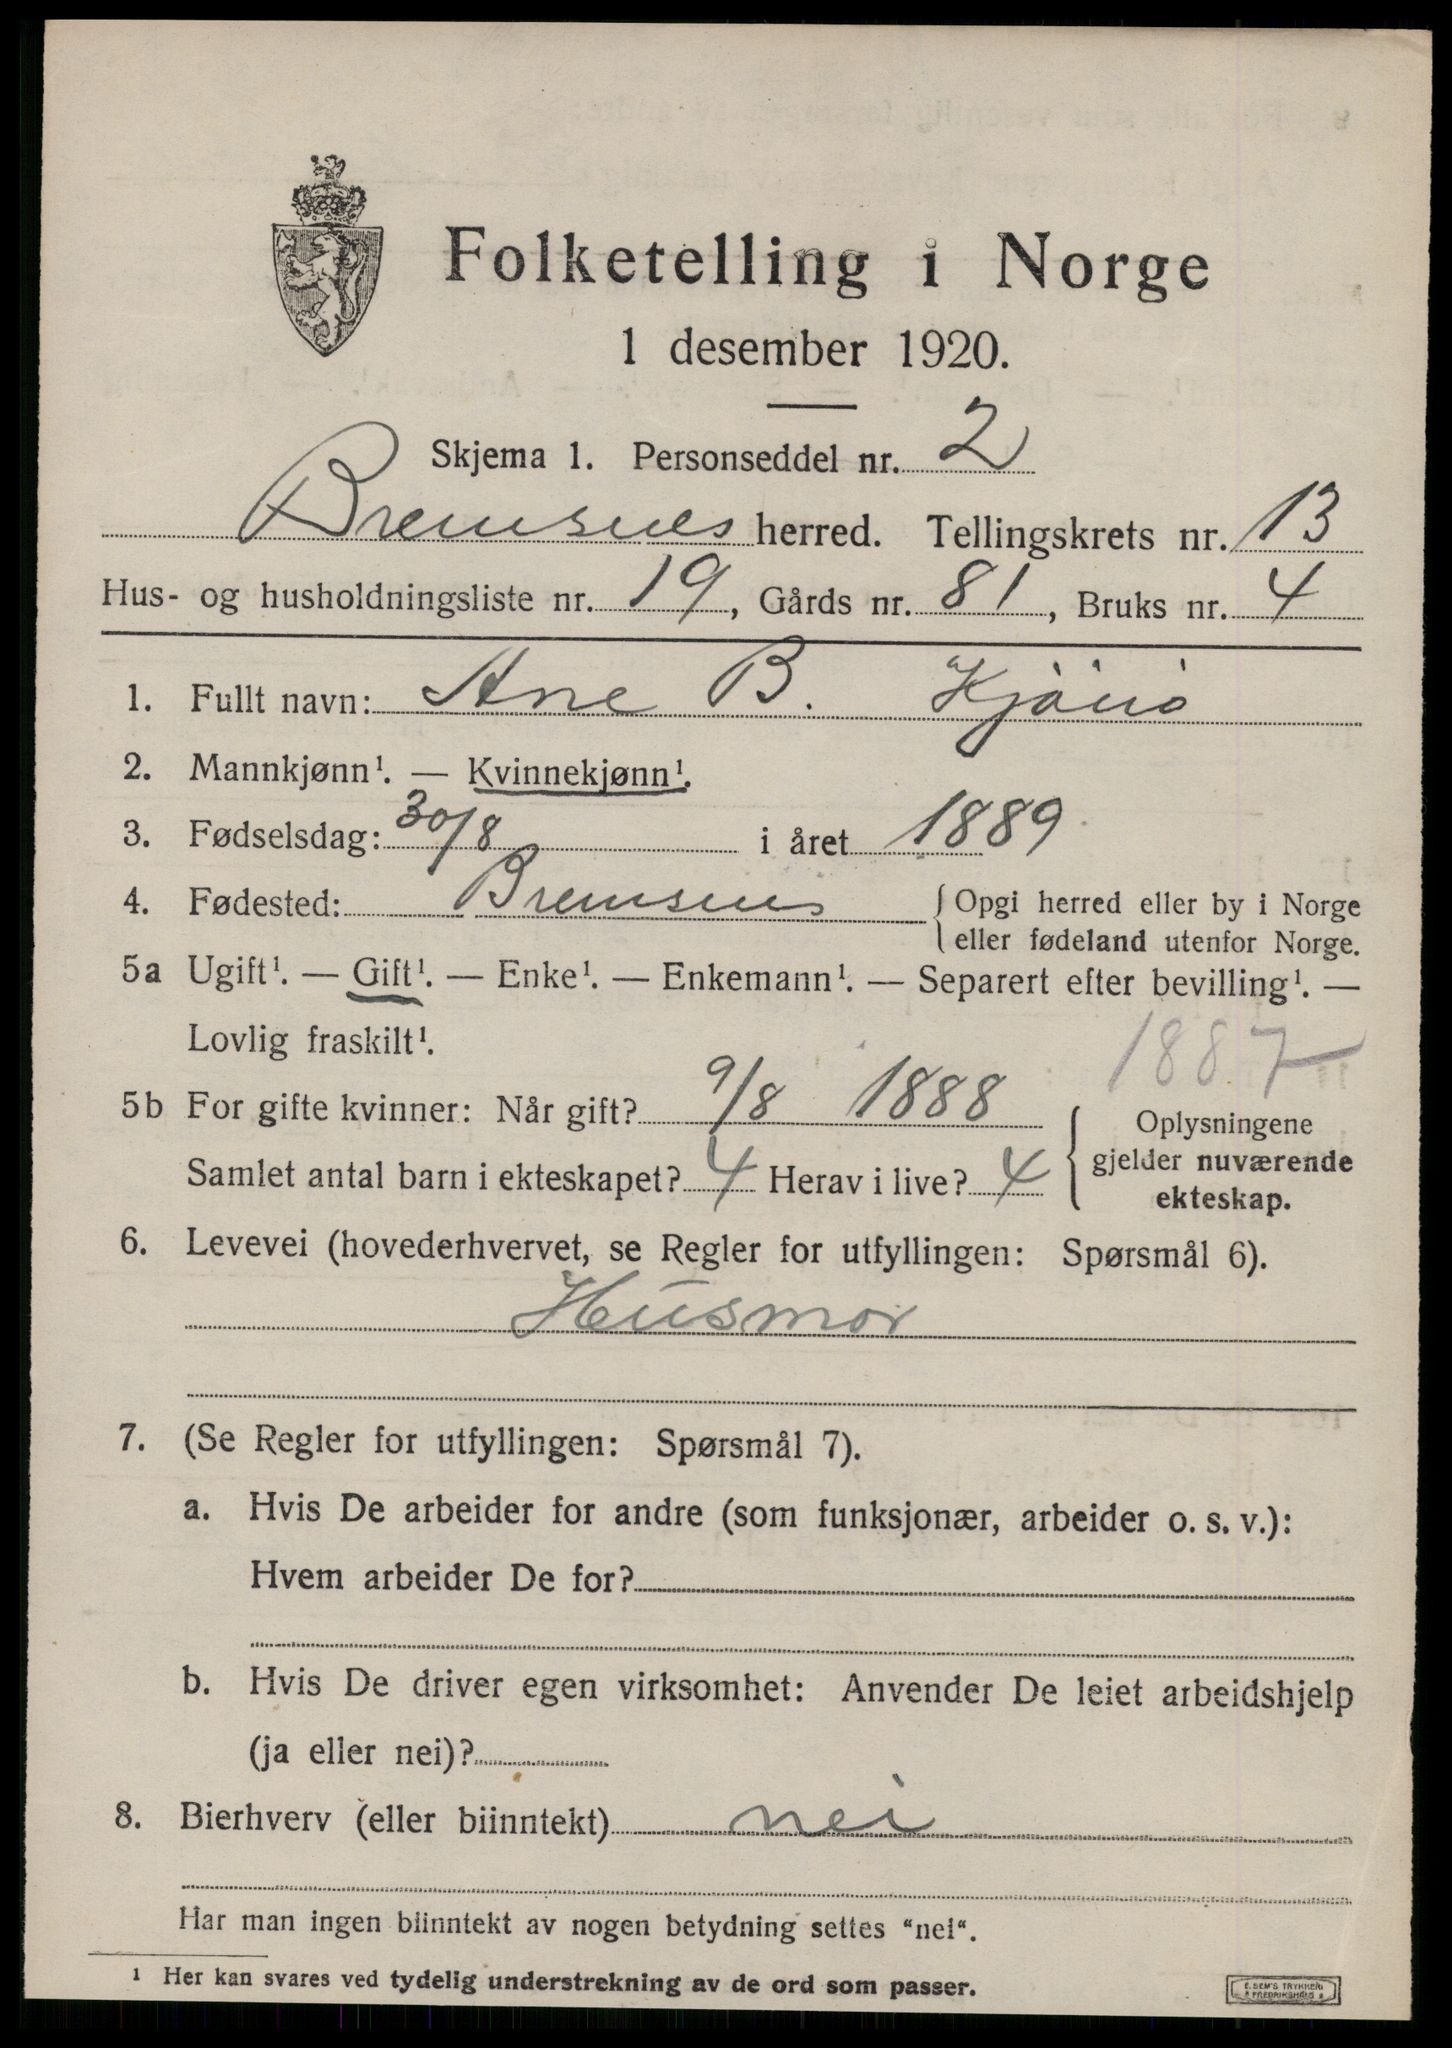 Folketelling i Norge
1 desember 1920.
Skjema 1. Personseddel nr. 2
Bremsnes herred. Tellingskrets nr. 13
Hus- og husholdningsliste nr. 19, Gårds nr. 81, Bruks nr. 4
1. Fullt navn: Ane B. Kjönö
2. Mannkjønn¹. — Kvinnekjønn¹.
3. Fødselsdag: 30/8 i året 1889
4. Fødested: Bremsnes { Opgi herred eller by i Norge
eller fødeland utenfor Norge.
5a Ugift¹. — Gift¹. — Enke¹. — Enkemann¹. — Separert efter bevilling¹. —
Lovlig fraskilt¹.
1887
5b For gifte kvinner: Når gift? 9/8 1888
Samlet antal barn i ekteskapet? 4 Herav i live? 4
Oplysningene
gjelder nuværende
ekteskap.
6. Levevei (hovederhvervet, se Regler for utfyllingen: Spørsmål 6).
Husmor
7. (Se Regler for utfyllingen: Spørsmål 7).
a. Hvis De arbeider for andre (som funksjonær, arbeider o. s. v.):
Hvem arbeider De for?
b. Hvis De driver egen virksomhet: Anvender De leiet arbeidshjelp
(ja eller nei)?
8. Bierhverv (eller biinntekt) nei
Har man ingen biinntekt av nogen betydning settes "nei".
¹ Her kan svares ved tydelig understrekning av de ord som passer.
E. SEM'S TRYKKERI
FREDRIKSHALD